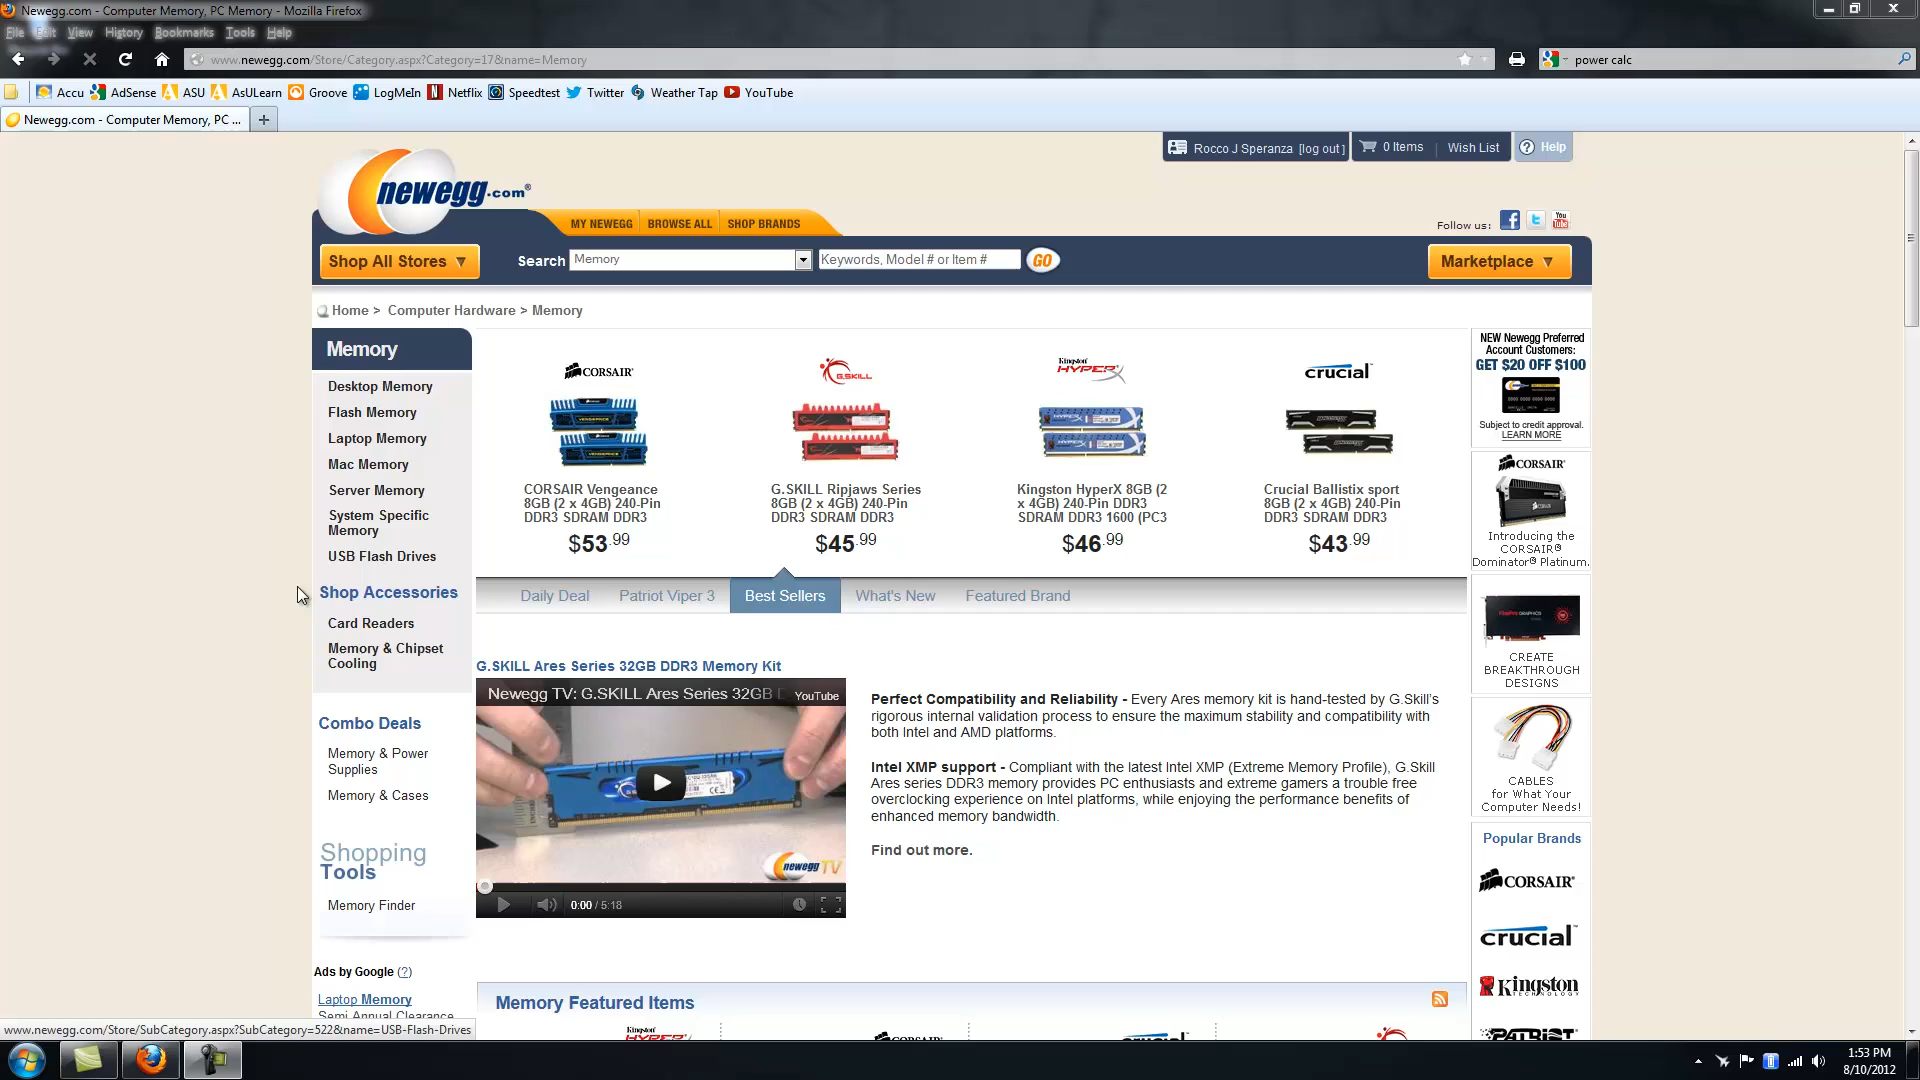 Newegg.com - Computer Memory, PC Memory - Mozilla Firefox
File Edit View History Bookmarks Tools Help
www.newegg.com/Store/Category.aspx?Category=17&name=Memory
power calc
Accu AdSense ASU AsULearn Groove LogMeIn Netflix Speedtest Twitter Weather Tap YouTube
Newegg.com - Computer Memory, PC ...
Rocco J Speranza [log out] 0 Items Wish List Help
newegg.com®
MY NEWEGG BROWSE ALL SHOP BRANDS
Follow us:
You Tube
Shop All Stores
Search Memory Keywords, Model # or Item # GO
Marketplace
Home > Computer Hardware > Memory
Memory
Desktop Memory
Flash Memory
Laptop Memory
Mac Memory
Server Memory
System Specific
Memory
USB Flash Drives
Shop Accessories
Card Readers
Memory & Chipset
Cooling
Combo Deals
Memory & Power
Supplies
Memory & Cases
Shopping
Tools
Memory Finder
Ads by Google (?)
Laptop Memory
Semi Annual Clearance
CORSAIR
VENGEANCE
VENGEANCE
CORSAIR Vengeance
8GB (2 x 4GB) 240-Pin
DDR3 SDRAM DDR3
$53.99
G.SKILL
G.SKILL Ripjaws Series
8GB (2 x 4GB) 240-Pin
DDR3 SDRAM DDR3
$45.99
Kingston
HYPERX
Kingston HyperX 8GB (2
x 4GB) 240-Pin DDR3
SDRAM DDR3 1600 (PC3
$46.99
crucial
Crucial Ballistix sport
8GB (2 x 4GB) 240-Pin
DDR3 SDRAM DDR3
$43.99
Daily Deal Patriot Viper 3 Best Sellers What's New Featured Brand
G.SKILL Ares Series 32GB DDR3 Memory Kit
Newegg TV: G.SKILL Ares Series 32GB D YouTube
newegg TV
0:00 / 5:18
Perfect Compatibility and Reliability - Every Ares memory kit is hand-tested by G.Skill's
rigorous internal validation process to ensure the maximum stability and compatibility with
both Intel and AMD platforms.
Intel XMP support - Compliant with the latest Intel XMP (Extreme Memory Profile), G.Skill
Ares series DDR3 memory provides PC enthusiasts and extreme gamers a trouble free
overclocking experience on Intel platforms, while enjoying the performance benefits of
enhanced memory bandwidth.
Find out more.
Memory Featured Items
Kingston
HYPERX
CORSAIR
crucial
NEW Newegg Preferred
Account Customers:
GET $20 OFF $100
Subject to credit approval.
LEARN MORE
CORSAIR
Introducing the
CORSAIR®
Dominator® Platinum.
CREATE
BREAKTHROUGH
DESIGNS
CABLES
for What Your
Computer Needs!
Popular Brands
CORSAIR
crucial
Kingston
TECHNOLOGY
PATRIOT
www.newegg.com/Store/SubCategory.aspx?SubCategory=522&name=USB-Flash-Drives
1:53 PM
8/10/2012